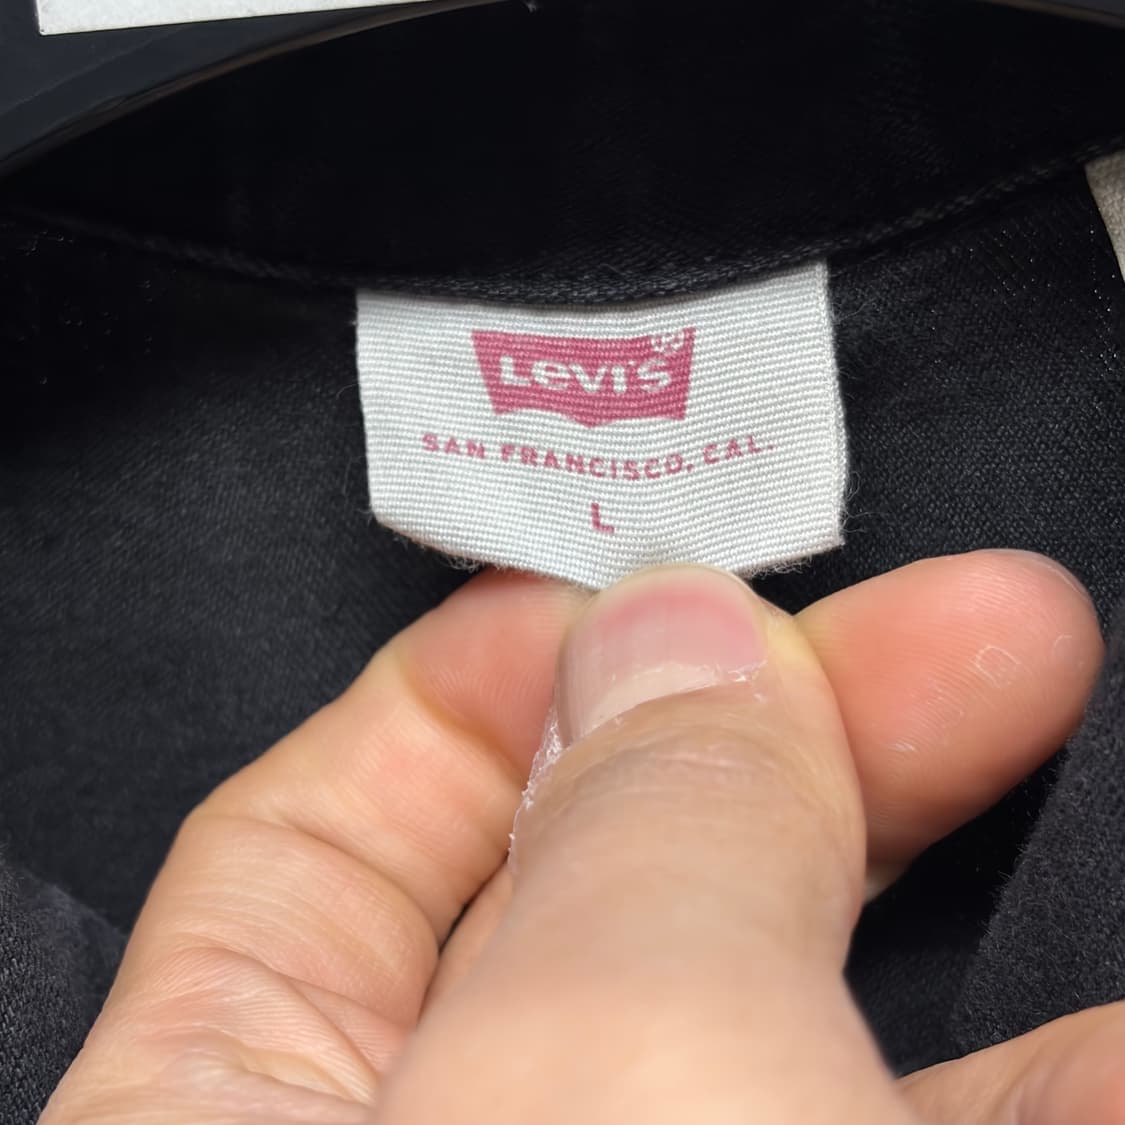 Levi's®
SAN FRANCISCO, CAL.
L